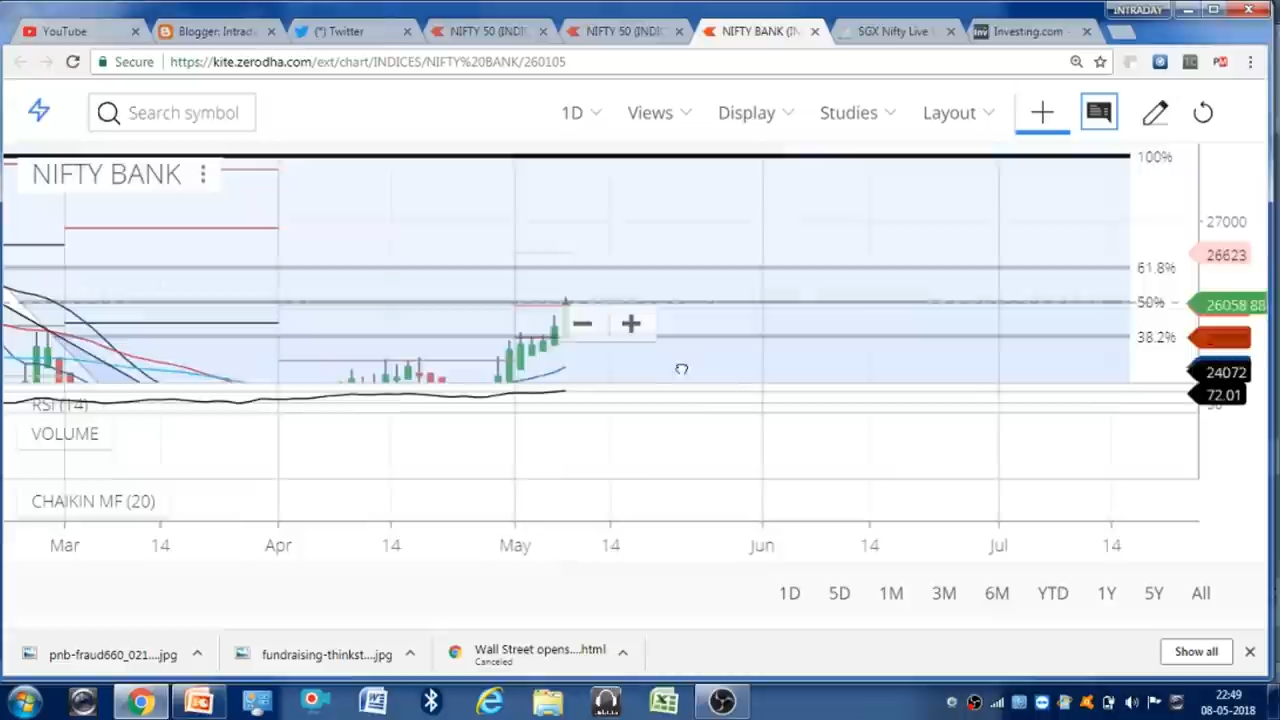 INTRADAY
YouTube
Blogger: Intrad
(*) Twitter
NIFTY 50 (INDI
NIFTY 50 (INDI
NIFTY BANK (IN
SGX Nifty Live
Investing.com -
Secure
https://kite.zerodha.com/ext/chart/INDICES/NIFTY%20BANK/260105
Search symbol
1D
Views
Display
Studies
Layout
NIFTY BANK
100%
27000
26623
61.8%
50%
26058 88
38.2%
24072
72.01
RSI (14)
VOLUME
CHAIKIN MF (20)
Mar
14
Apr
14
May
14
Jun
14
Jul
14
1D
5D
1M
3M
6M
YTD
1Y
5Y
All
pnb-fraud660_021....jpg
fundraising-thinkst....jpg
Wall Street opens....html
Canceled
Show all
22:49
08-05-2018